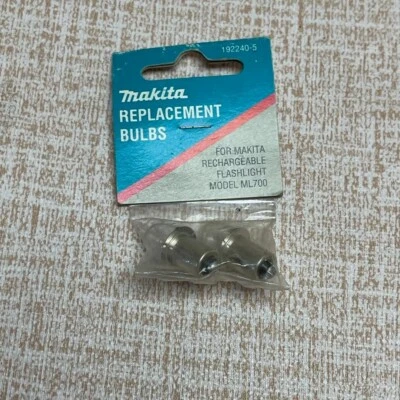 192240-5
makita
REPLACEMENT
BULBS
FOR MAKITA
RECHARGEABLE
FLASHLIGHT
MODEL ML700